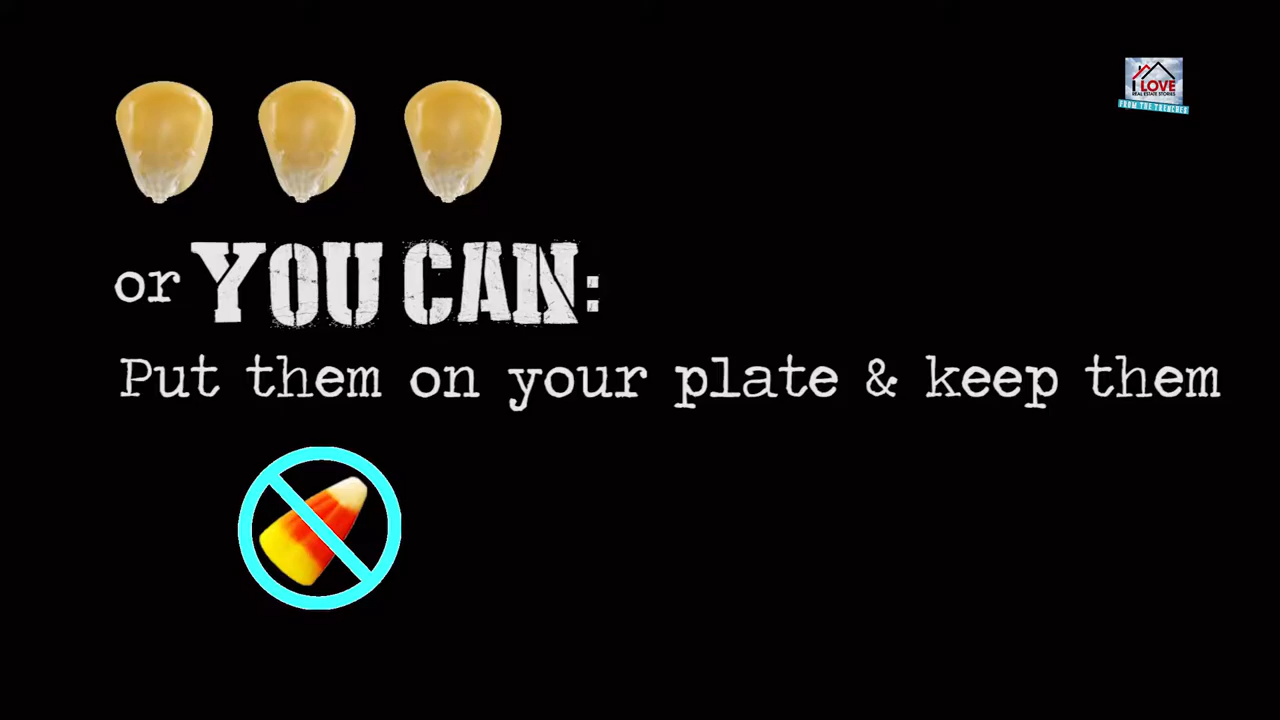 I LOVE
REAL ESTATE STORIES
FROM THE TRENCHES
or YOU CAN:
Put them on your plate & keep them